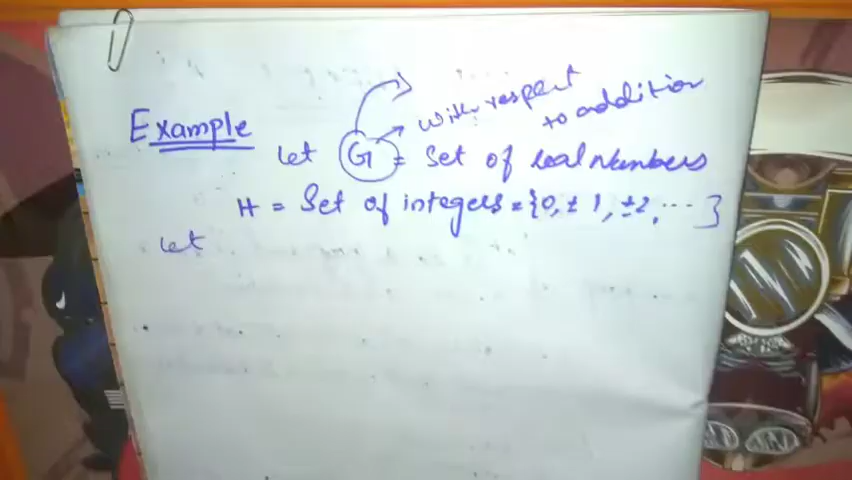 with respect
to addition
Example
Let G = Set of real Numbers
H = Set of integers = {0, ± 1, ±2, ... }
Let